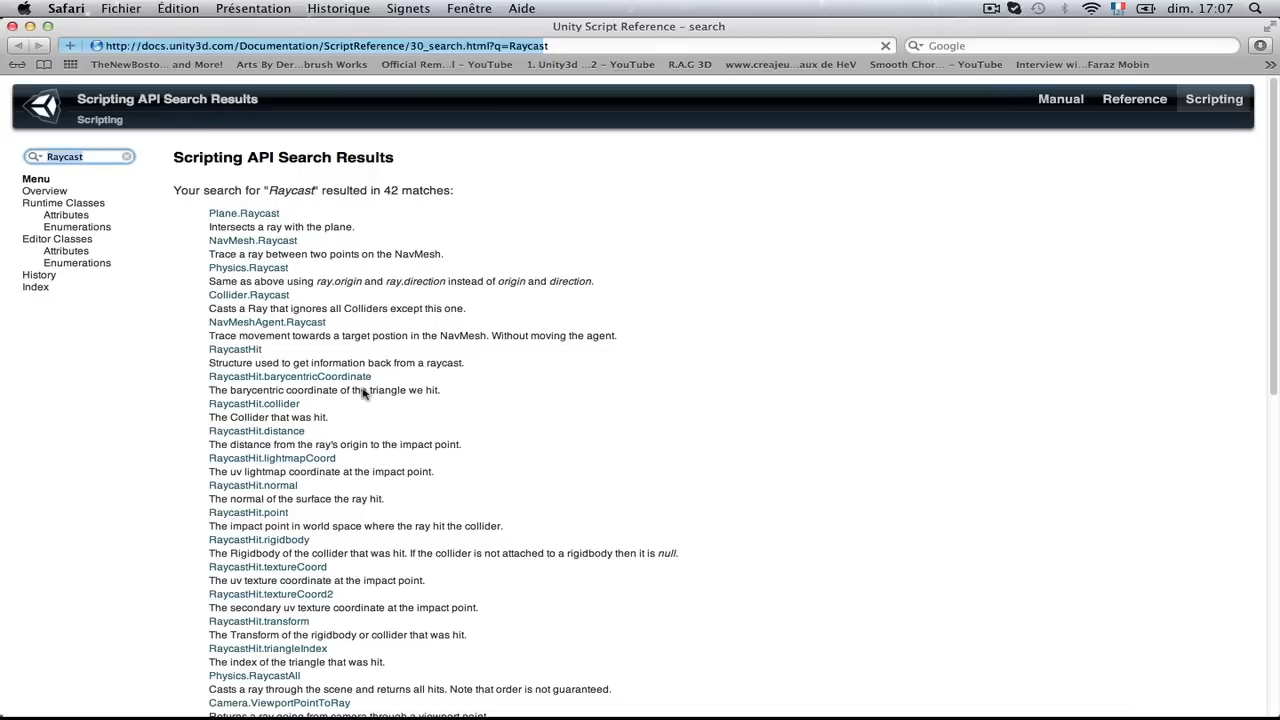 Safari Fichier Édition Présentation Historique Signets Fenêtre Aide dim. 17:07
Unity Script Reference – search
http://docs.unity3d.com/Documentation/ScriptReference/30_search.html?q=Raycast Google
TheNewBosto... and More! Arts By Der...brush Works Official Rem...l – YouTube 1. Unity3d ...2 – YouTube R.A.G 3D www.creajeu...aux de HeV Smooth Chor... – YouTube Interview wi...Faraz Mobin
Scripting API Search Results Manual Reference Scripting
Scripting
Raycast
Scripting API Search Results
Menu
Overview
Runtime Classes
Attributes
Enumerations
Editor Classes
Attributes
Enumerations
History
Index
Your search for "Raycast" resulted in 42 matches:
Plane.Raycast
Intersects a ray with the plane.
NavMesh.Raycast
Trace a ray between two points on the NavMesh.
Physics.Raycast
Same as above using ray.origin and ray.direction instead of origin and direction.
Collider.Raycast
Casts a Ray that ignores all Colliders except this one.
NavMeshAgent.Raycast
Trace movement towards a target postion in the NavMesh. Without moving the agent.
RaycastHit
Structure used to get information back from a raycast.
RaycastHit.barycentricCoordinate
The barycentric coordinate of the triangle we hit.
RaycastHit.collider
The Collider that was hit.
RaycastHit.distance
The distance from the ray's origin to the impact point.
RaycastHit.lightmapCoord
The uv lightmap coordinate at the impact point.
RaycastHit.normal
The normal of the surface the ray hit.
RaycastHit.point
The impact point in world space where the ray hit the collider.
RaycastHit.rigidbody
The Rigidbody of the collider that was hit. If the collider is not attached to a rigidbody then it is null.
RaycastHit.textureCoord
The uv texture coordinate at the impact point.
RaycastHit.textureCoord2
The secondary uv texture coordinate at the impact point.
RaycastHit.transform
The Transform of the rigidbody or collider that was hit.
RaycastHit.triangleIndex
The index of the triangle that was hit.
Physics.RaycastAll
Casts a ray through the scene and returns all hits. Note that order is not guaranteed.
Camera.ViewportPointToRay
Returns a ray going from camera through a viewport point.